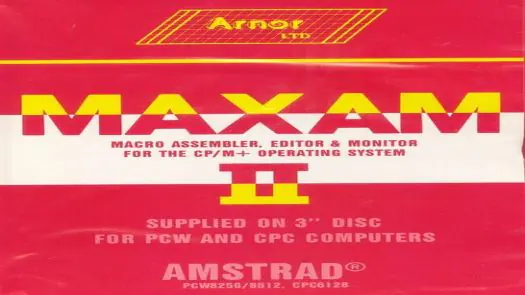 Arnor
LTD
MAXAM
MACRO ASSEMBLER, EDITOR & MONITOR
FOR THE CP/M+ OPERATING SYSTEM
II
SUPPLIED ON 3" DISC
FOR PCW AND CPC COMPUTERS
AMSTRAD®
PCW8256/8512, CPC6128